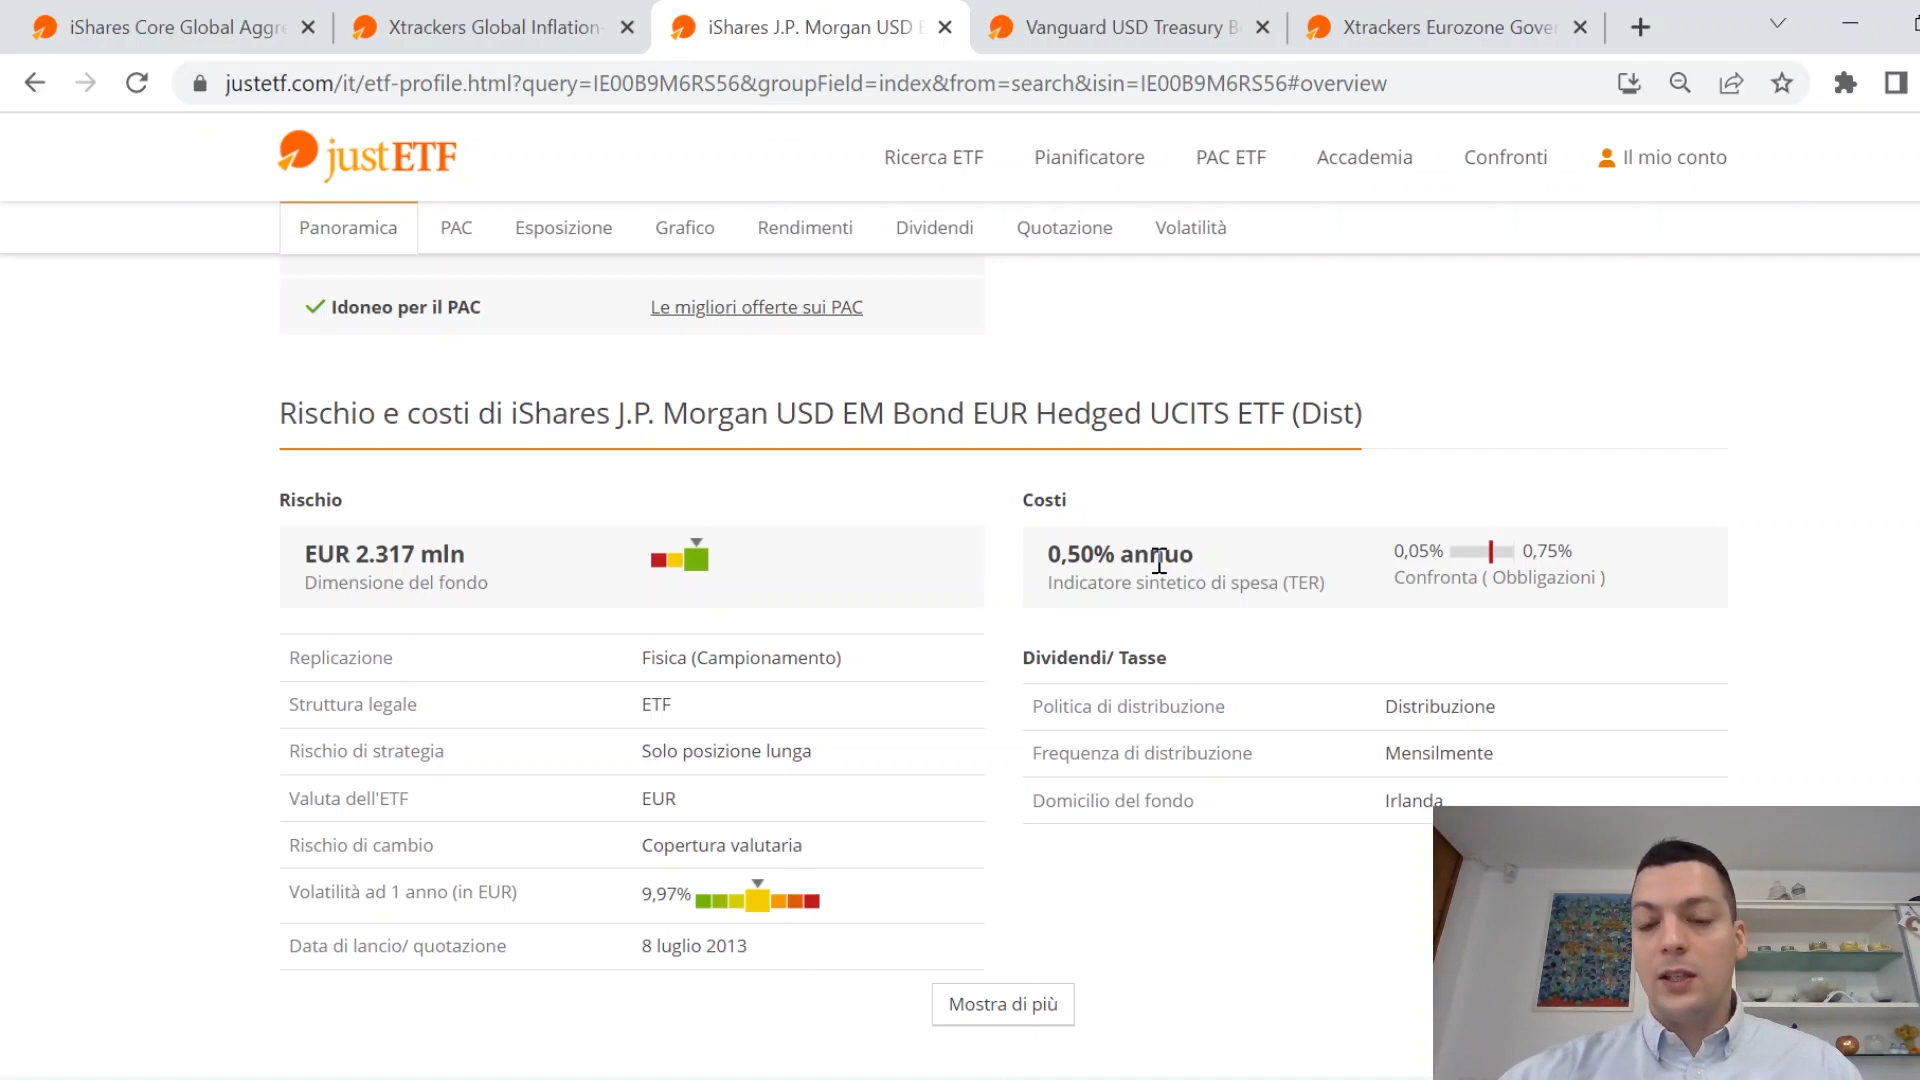 iShares Core Global Aggre
Xtrackers Global Inflation-
iShares J.P. Morgan USD E
Vanguard USD Treasury B
Xtrackers Eurozone Gover
justetf.com/it/etf-profile.html?query=IE00B9M6RS56&groupField=index&from=search&isin=IE00B9M6RS56#overview
justETF
Ricerca ETF
Pianificatore
PAC ETF
Accademia
Confronti
Il mio conto
Panoramica
PAC
Esposizione
Grafico
Rendimenti
Dividendi
Quotazione
Volatilità
Idoneo per il PAC
Le migliori offerte sui PAC
Rischio e costi di iShares J.P. Morgan USD EM Bond EUR Hedged UCITS ETF (Dist)
Rischio
EUR 2.317 mln
Dimensione del fondo
Replicazione Fisica (Campionamento)
Struttura legale ETF
Rischio di strategia Solo posizione lunga
Valuta dell'ETF EUR
Rischio di cambio Copertura valutaria
Volatilità ad 1 anno (in EUR) 9,97%
Data di lancio/ quotazione 8 luglio 2013
Costi
0,50% annuo
Indicatore sintetico di spesa (TER)
0,05% 0,75%
Confronta ( Obbligazioni )
Dividendi/ Tasse
Politica di distribuzione Distribuzione
Frequenza di distribuzione Mensilmente
Domicilio del fondo Irlanda
Mostra di più